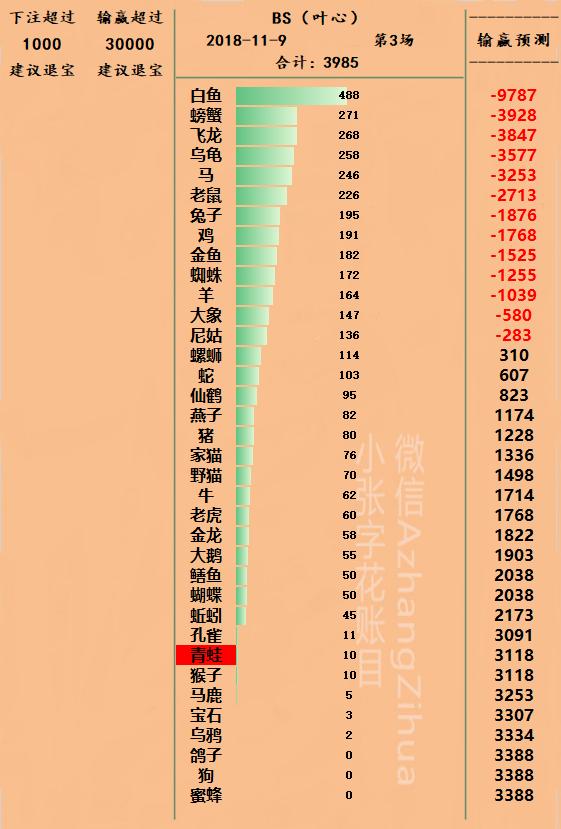 下注超过 输赢超过
1000 30000
建议退宝 建议退宝
BS（叶心）
2018-11-9 第3场
合计：3985
输赢预测
白鱼 488 -9787
螃蟹 271 -3928
飞龙 268 -3847
乌龟 258 -3577
马 246 -3253
老鼠 226 -2713
兔子 195 -1876
鸡 191 -1768
金鱼 182 -1525
蜘蛛 172 -1255
羊 164 -1039
大象 147 -580
尼姑 136 -283
螺蛳 114 310
蛇 103 607
仙鹤 95 823
燕子 82 1174
猪 80 1228
家猫 76 1336
野猫 70 1498
牛 62 1714
老虎 60 1768
金龙 58 1822
大鹅 55 1903
鳝鱼 50 2038
蝴蝶 50 2038
蚯蚓 45 2173
孔雀 11 3091
青蛙 10 3118
猴子 10 3118
马鹿 5 3253
宝石 3 3307
乌鸦 2 3334
鸽子 0 3388
狗 0 3388
蜜蜂 0 3388
微信AzhangZihua
小张字花账目